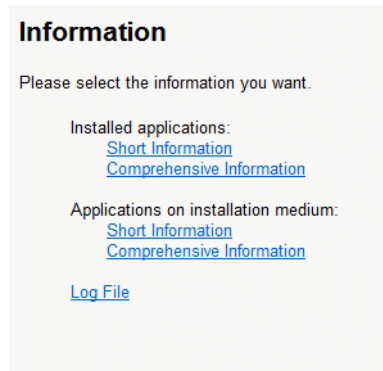 Information
Please select the information you want.
Installed applications:
Short Information
Comprehensive Information
Applications on installation medium:
Short Information
Comprehensive Information
Log File